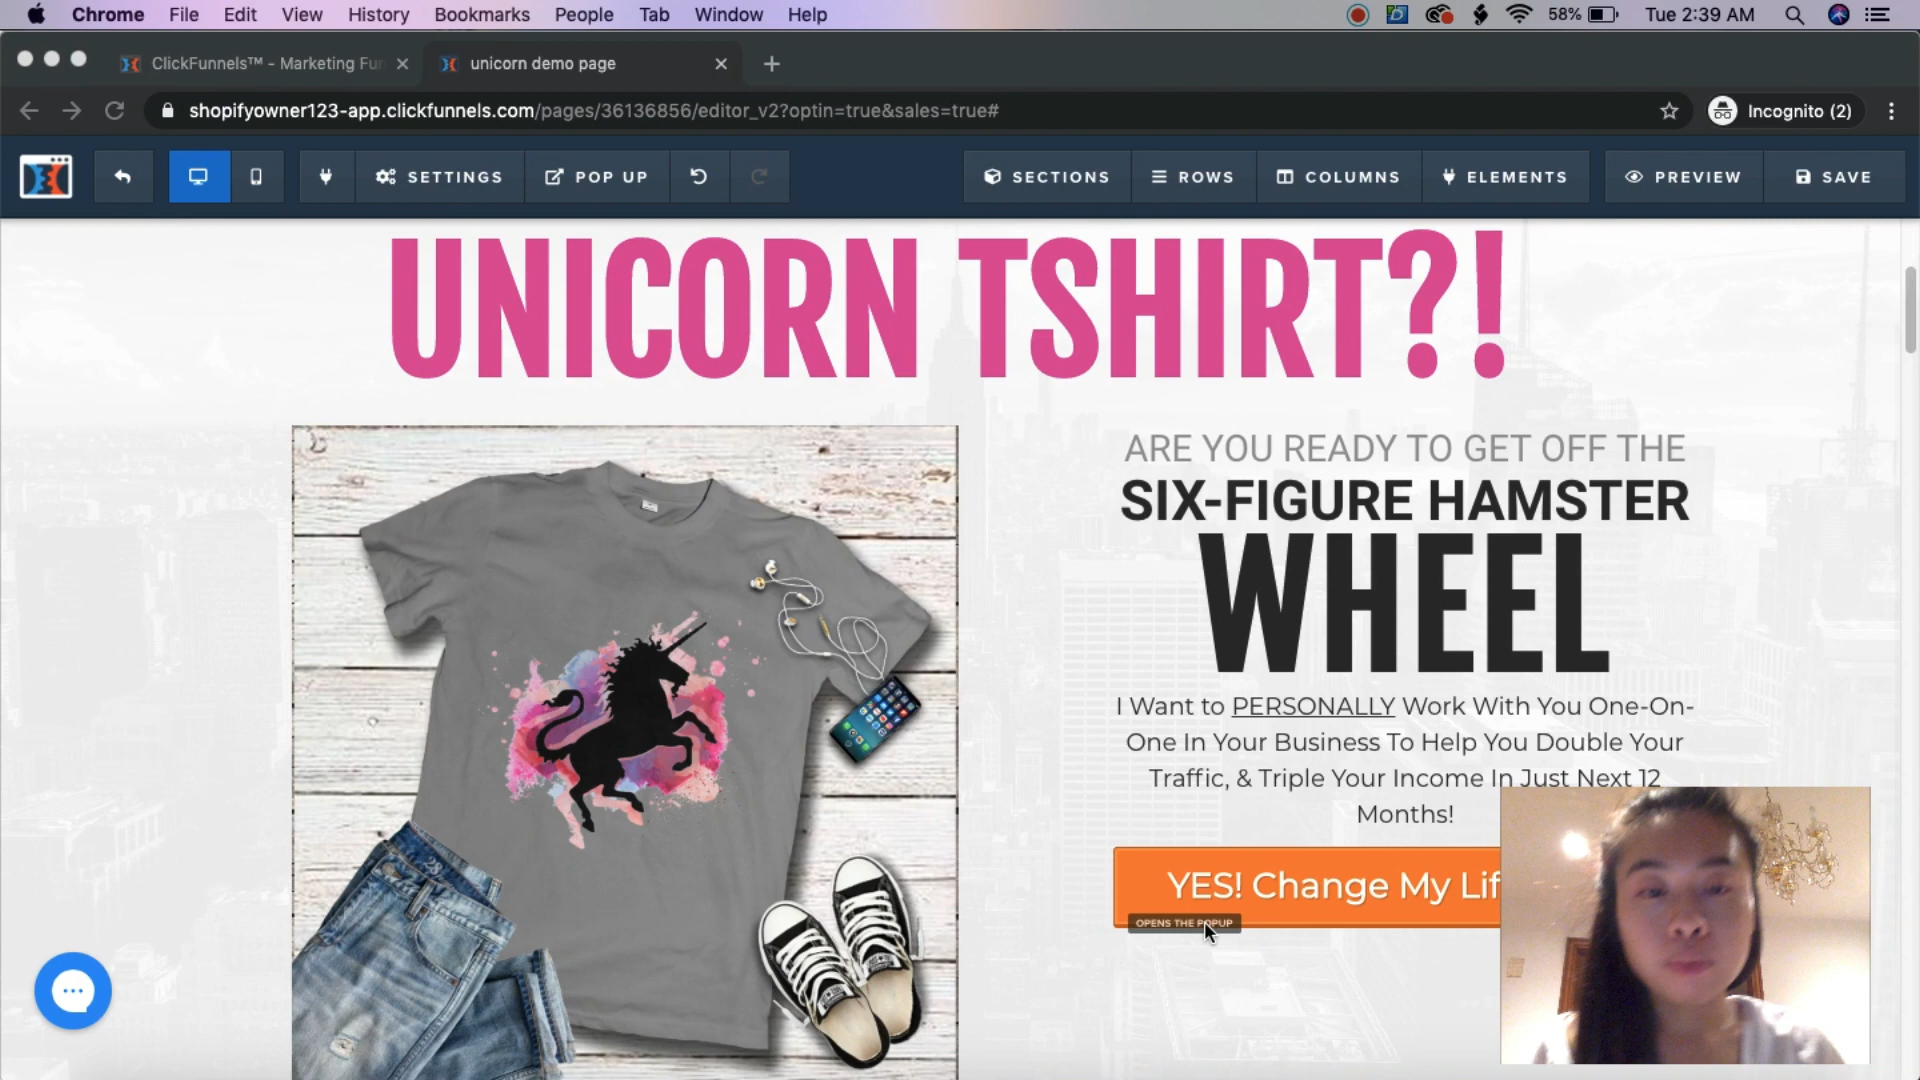 Chrome File Edit View History Bookmarks People Tab Window Help 58% Tue 2:39 AM
ClickFunnels™ - Marketing Fun unicorn demo page
shopifyowner123-app.clickfunnels.com/pages/36136856/editor_v2?optin=true&sales=true# Incognito (2)
SETTINGS POP UP SECTIONS ROWS COLUMNS ELEMENTS PREVIEW SAVE
UNICORN TSHIRT?!
ARE YOU READY TO GET OFF THE
SIX-FIGURE HAMSTER
WHEEL
I Want to PERSONALLY Work With You One-On-
One In Your Business To Help You Double Your
Traffic, & Triple Your Income In Just Next 12
Months!
YES! Change My Lif
OPENS THE POPUP
28